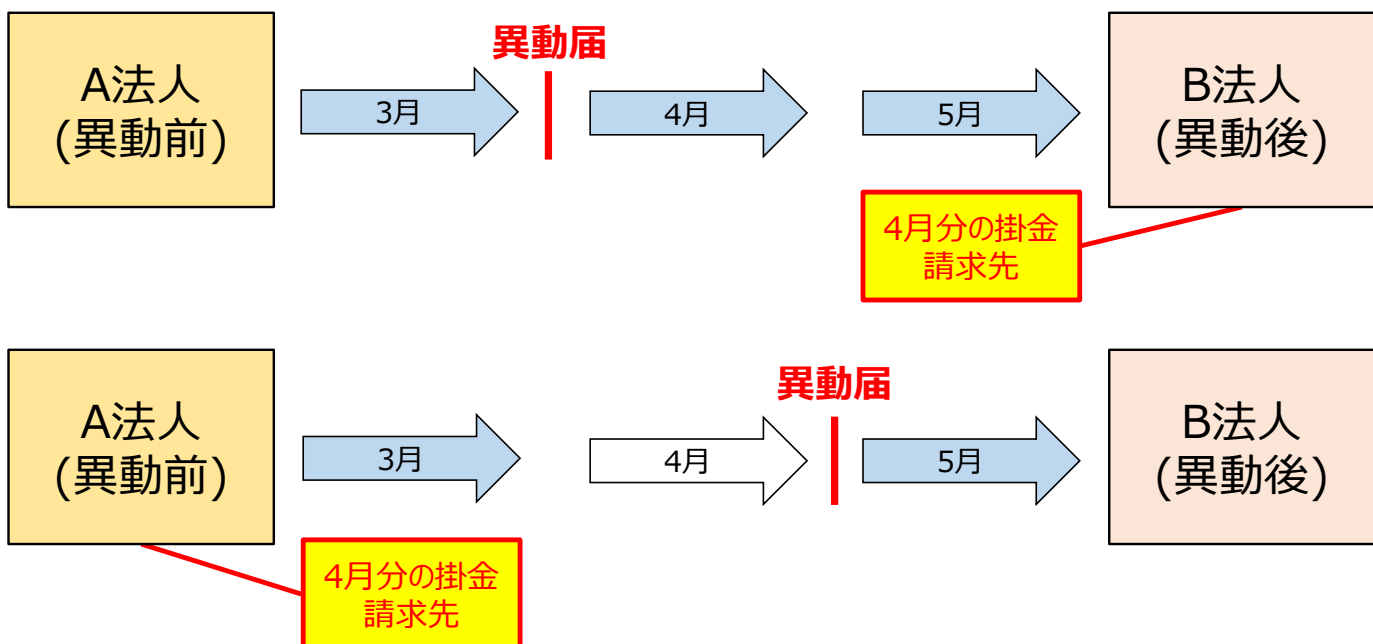 異動届
A法人
(異動前)
3月
4月
5月
B法人
(異動後)
4月分の掛金
請求先
異動届
A法人
(異動前)
3月
4月
5月
B法人
(異動後)
4月分の掛金
請求先